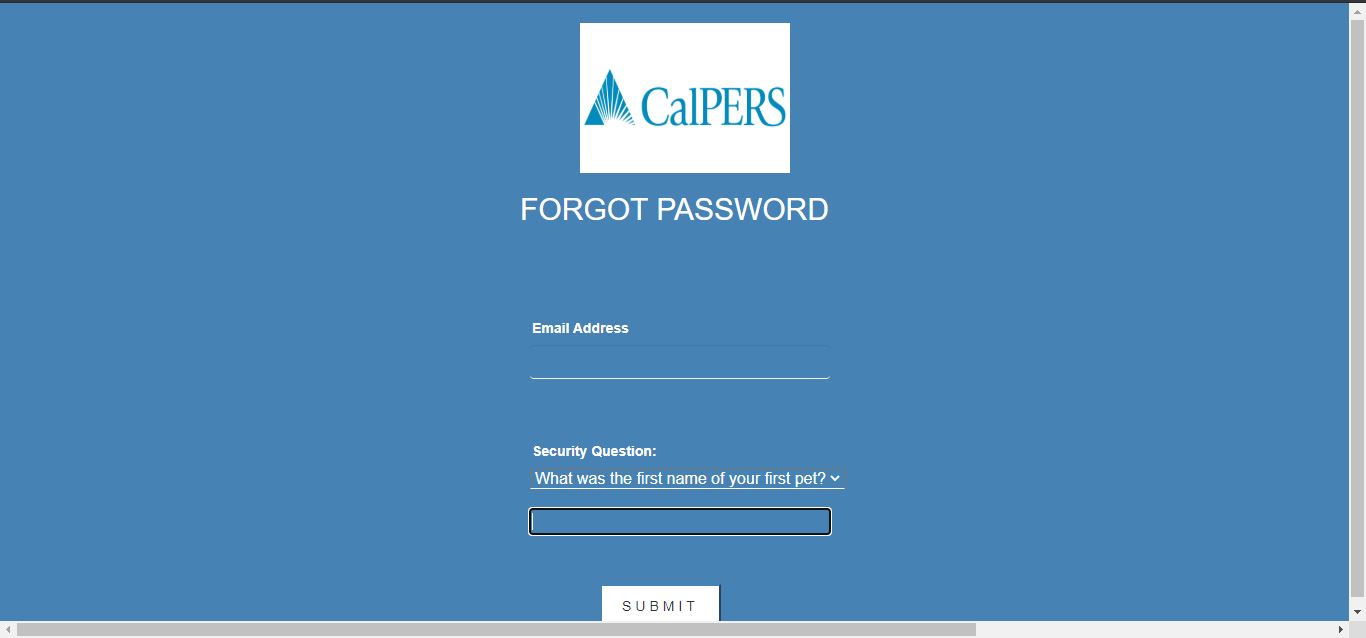 CalPERS
FORGOT PASSWORD
Email Address
Security Question:
What was the first name of your first pet?
SUBMIT